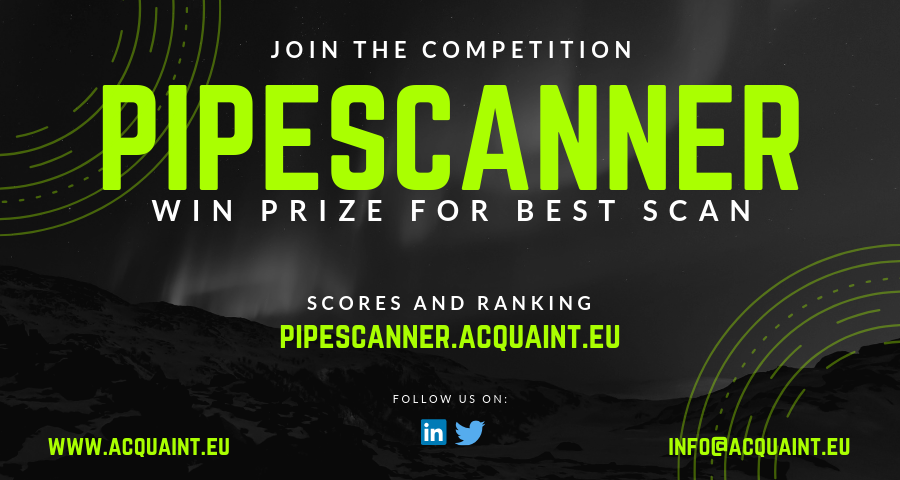 JOIN THE COMPETITION
PIPESCANNER
WIN PRIZE FOR BEST SCAN
SCORES AND RANKING
PIPESCANNER.ACQUAINT.EU
FOLLOW US ON:
in
WWW.ACQUAINT.EU
INFO@ACQUAINT.EU